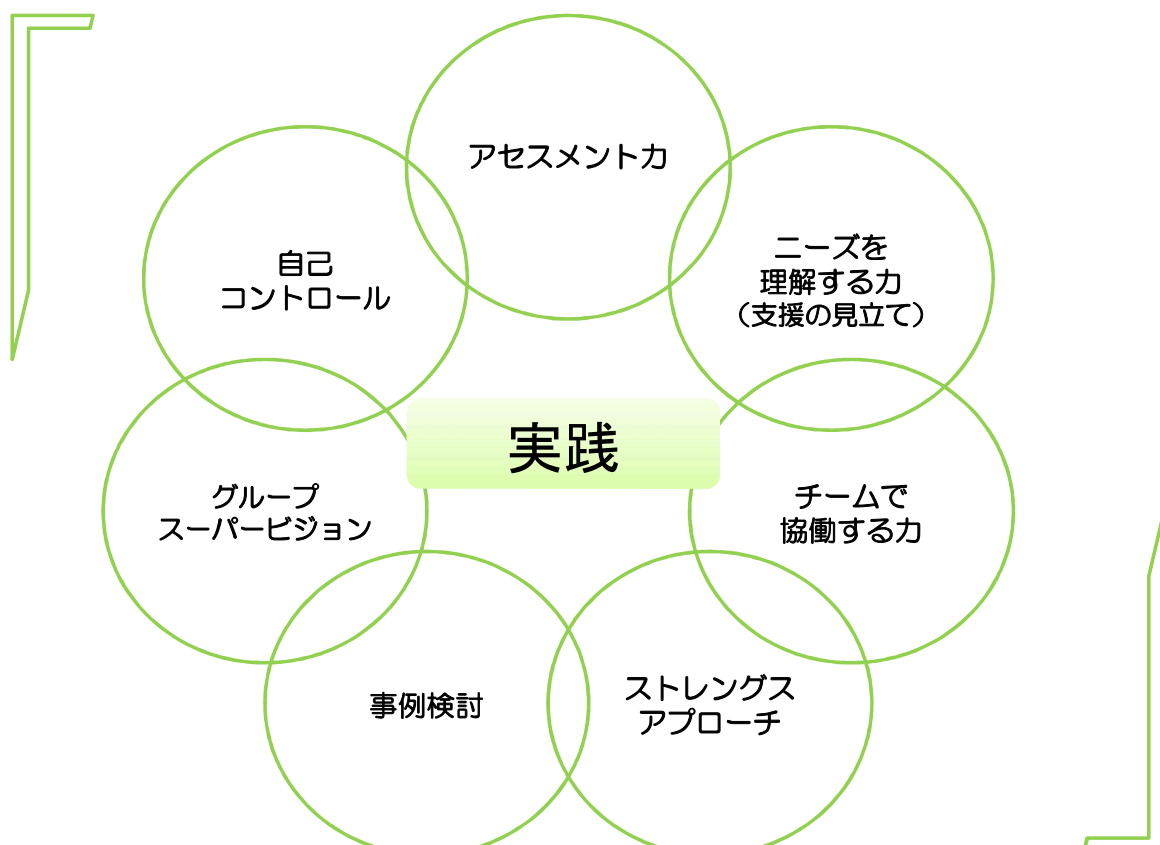 アセスメント力
ニーズを
理解する力
（支援の見立て）
自己
コントロール
実践
グループ
スーパービジョン
チームで
協働する力
事例検討
ストレングス
アプローチ